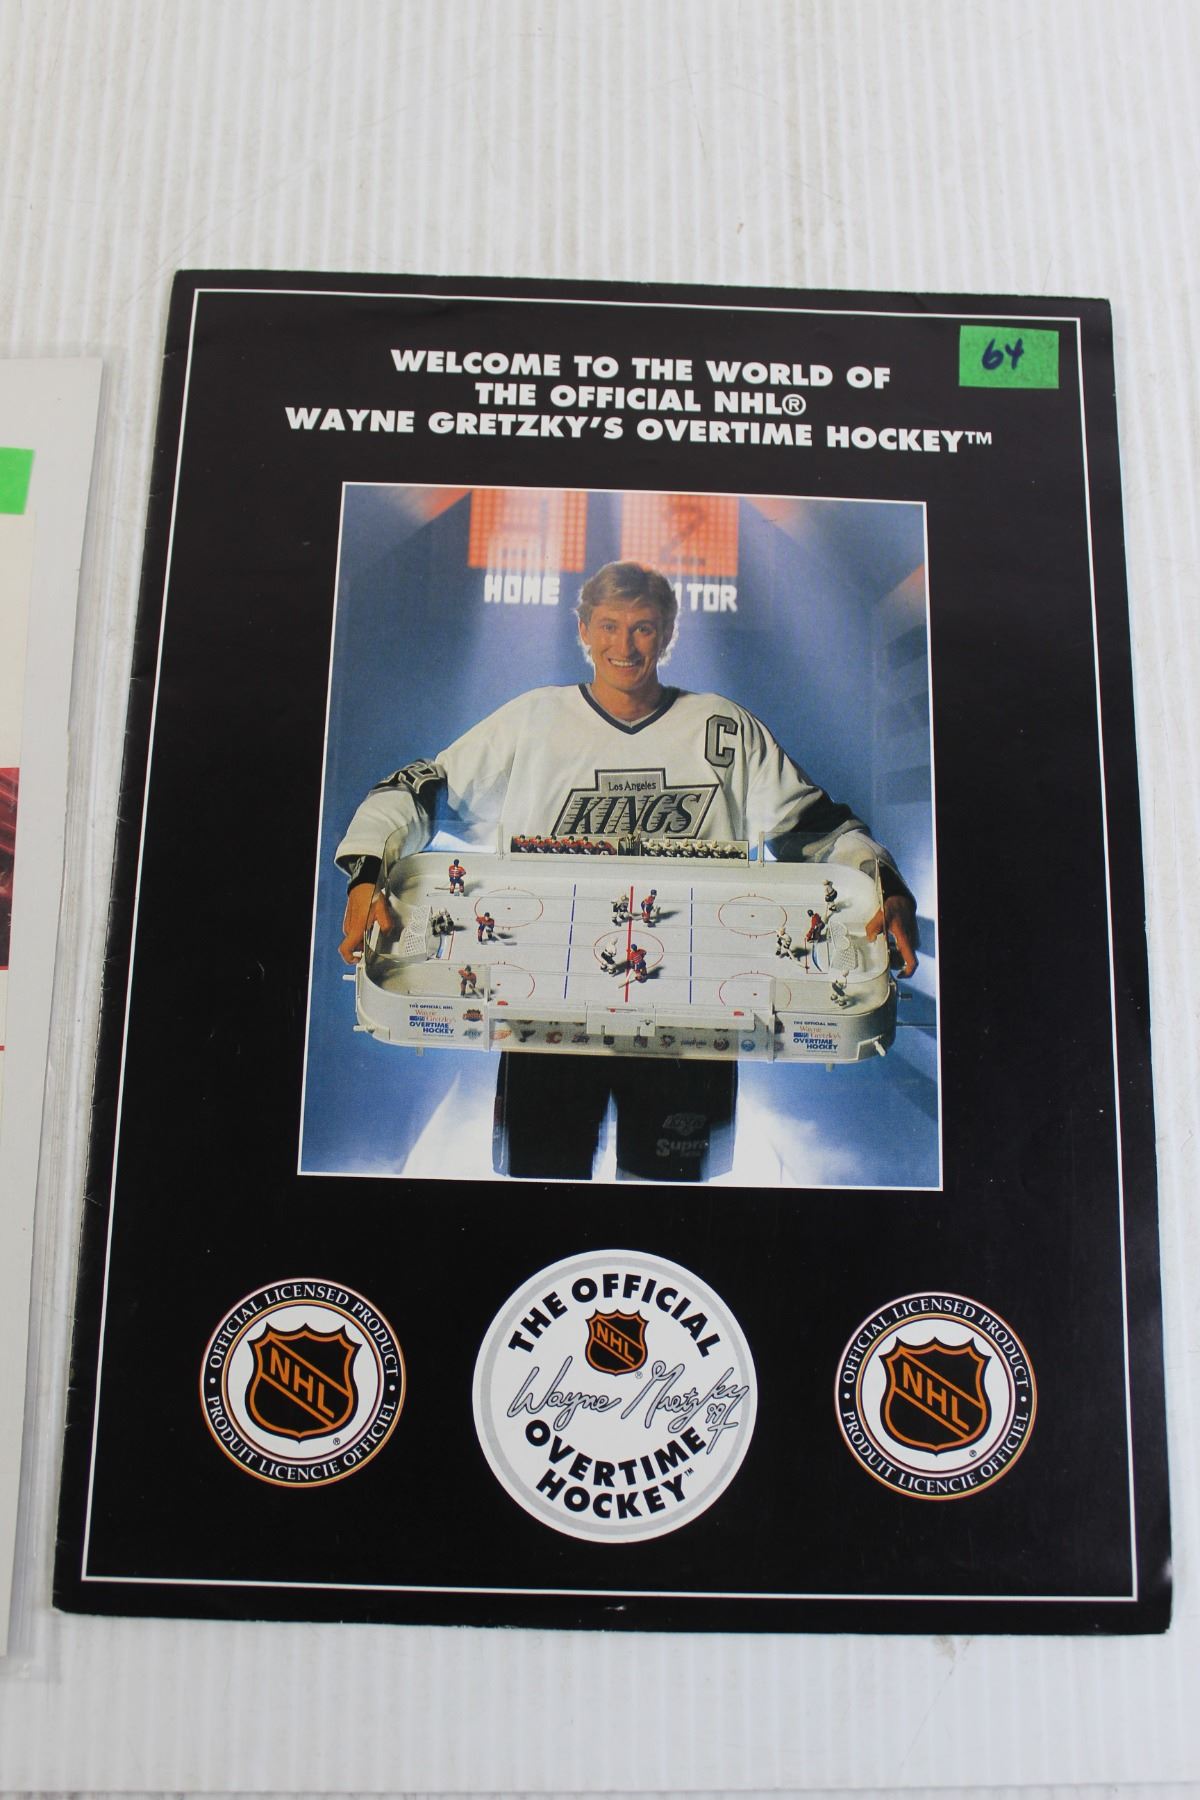 WELCOME TO THE WORLD OF
THE OFFICIAL NHL®
WAYNE GRETZKY'S OVERTIME HOCKEY™
64
2
HOME
ITOR
C
Los Angeles
KINGS
THE OFFICIAL NHL
Wayne
Gretzky's
OVERTIME
HOCKEY
THE OFFICIAL NHL
Wayne
Gretzky's
OVERTIME
HOCKEY
OFFICIAL LICENSED PRODUCT
NHL
®
PRODUIT LICENCIE OFFICIEL
THE OFFICIAL
NHL
®
Wayne Gretzky
99
OVERTIME
HOCKEY™
OFFICIAL LICENSED PRODUCT
NHL
®
PRODUIT LICENCIE OFFICIEL